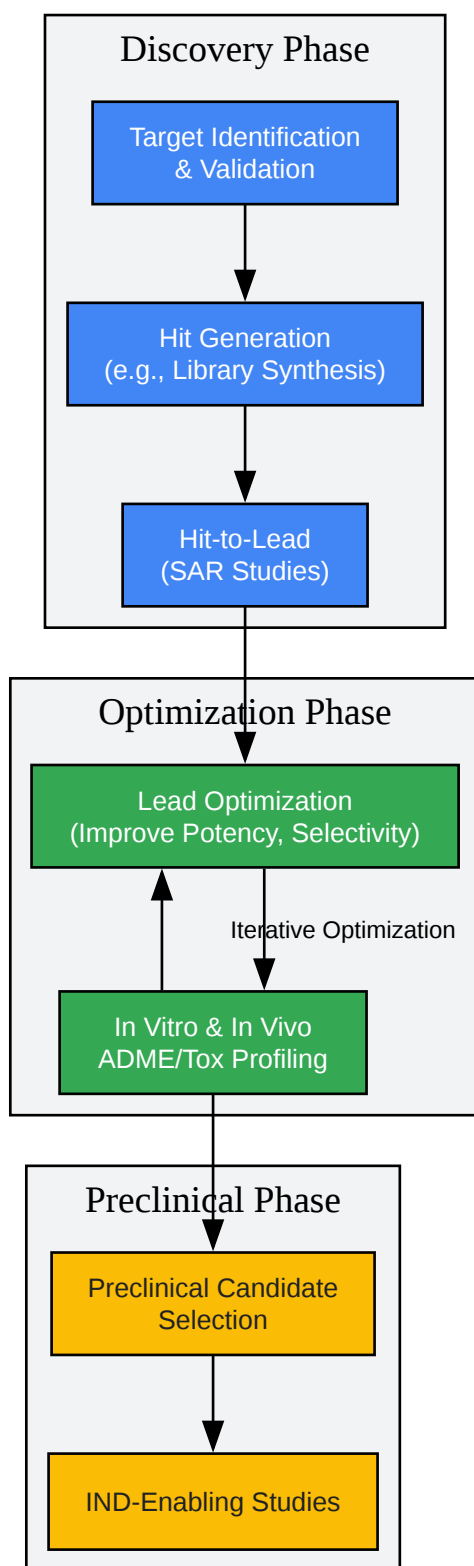 Discovery Phase
Target Identification
& Validation
Hit Generation
(e.g., Library Synthesis)
Hit-to-Lead
(SAR Studies)
Optimization Phase
Lead Optimization
(Improve Potency, Selectivity)
Iterative Optimization
In Vitro & In Vivo
ADME/Tox Profiling
Preclinical Phase
Preclinical Candidate
Selection
IND-Enabling Studies